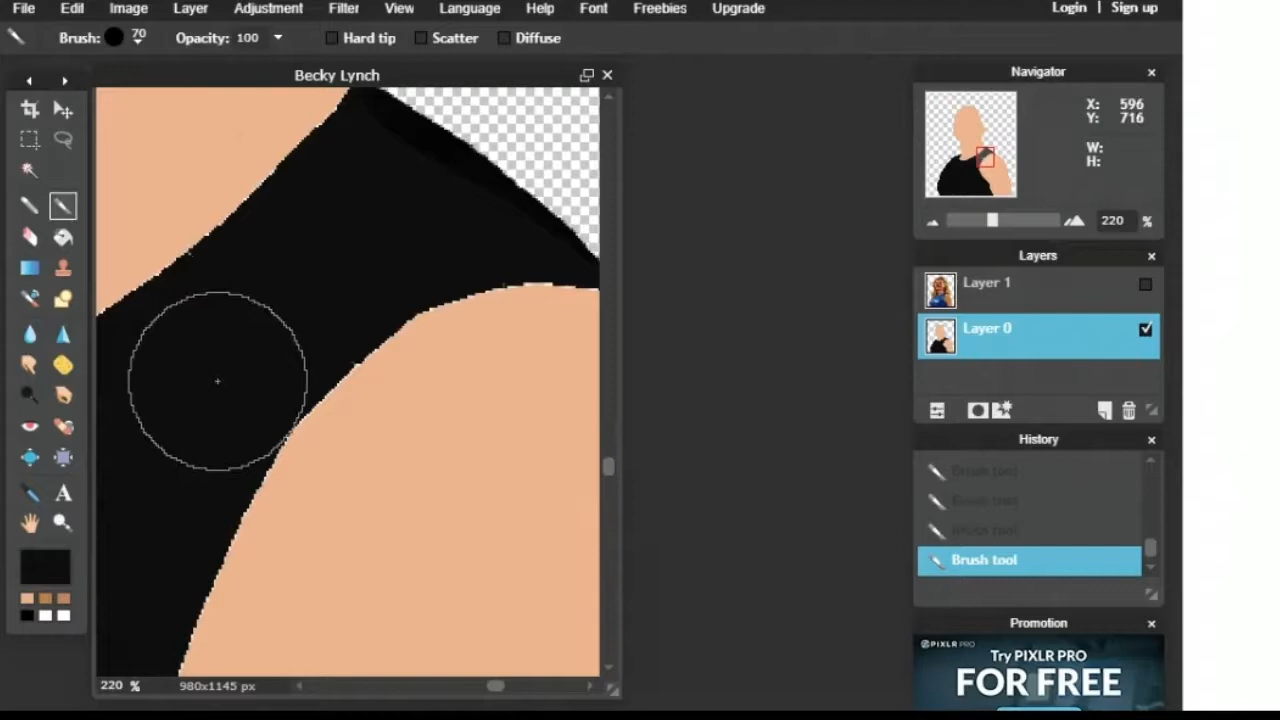 File Edit Image Layer Adjustment Filter View Language Help Font Freebies Upgrade Login | Sign up
Brush: 70 Opacity: 100 Hard tip Scatter Diffuse
Becky Lynch
Navigator
X: 596
Y: 716
W:
H:
220 %
Layers
Layer 1
Layer 0
History
Brush tool
Brush tool
Brush tool
Brush tool
A
Promotion
PIXLR PRO
Try PIXLR PRO
FOR FREE
220 % 980x1145 px